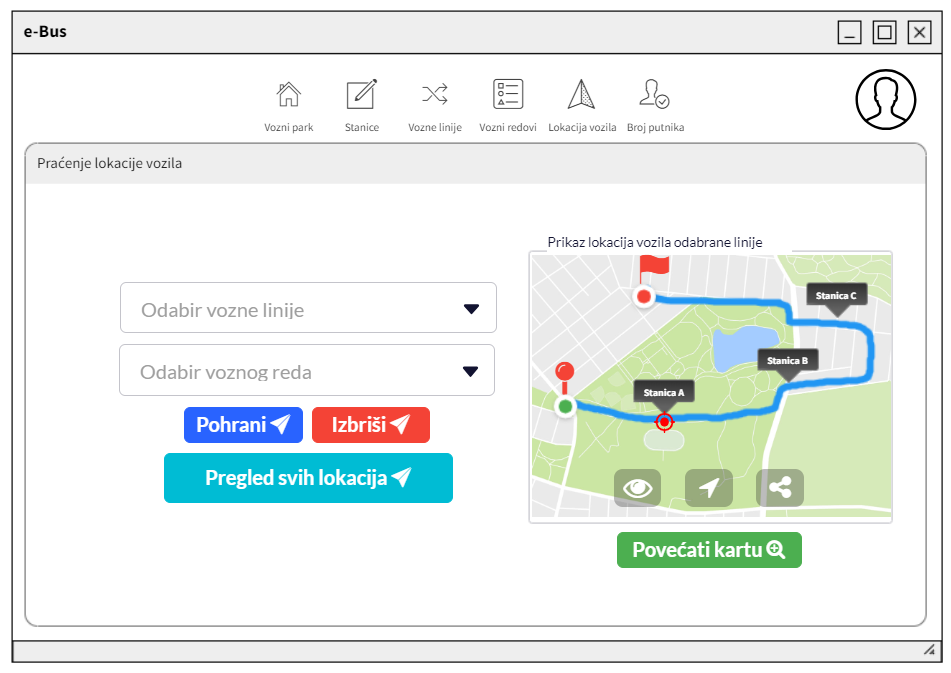 e-Bus
Vozni park
Stanice
Vozne linije
Vozni redovi
Lokacija vozila
Broj putnika
Praćenje lokacije vozila
Prikaz lokacija vozila odabrane linije
Odabir vozne linije
Odabir voznog reda
Pohrani
Izbriši
Pregled svih lokacija
Stanica C
Stanica B
Stanica A
Povećati kartu